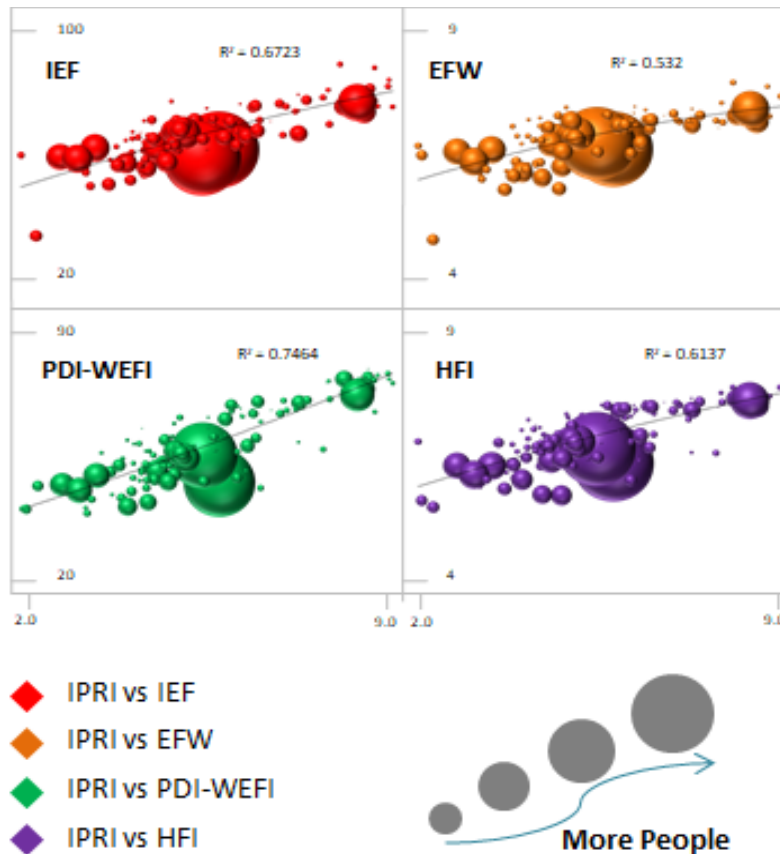 100
R² = 0.6723
IEF
20
9
R² = 0.532
EFW
4
90
R² = 0.7464
PDI-WEFI
20
9
R² = 0.6137
HFI
4
2.0
9.0
2.0
9.0
IPRI vs IEF
IPRI vs EFW
IPRI vs PDI-WEFI
IPRI vs HFI
More People